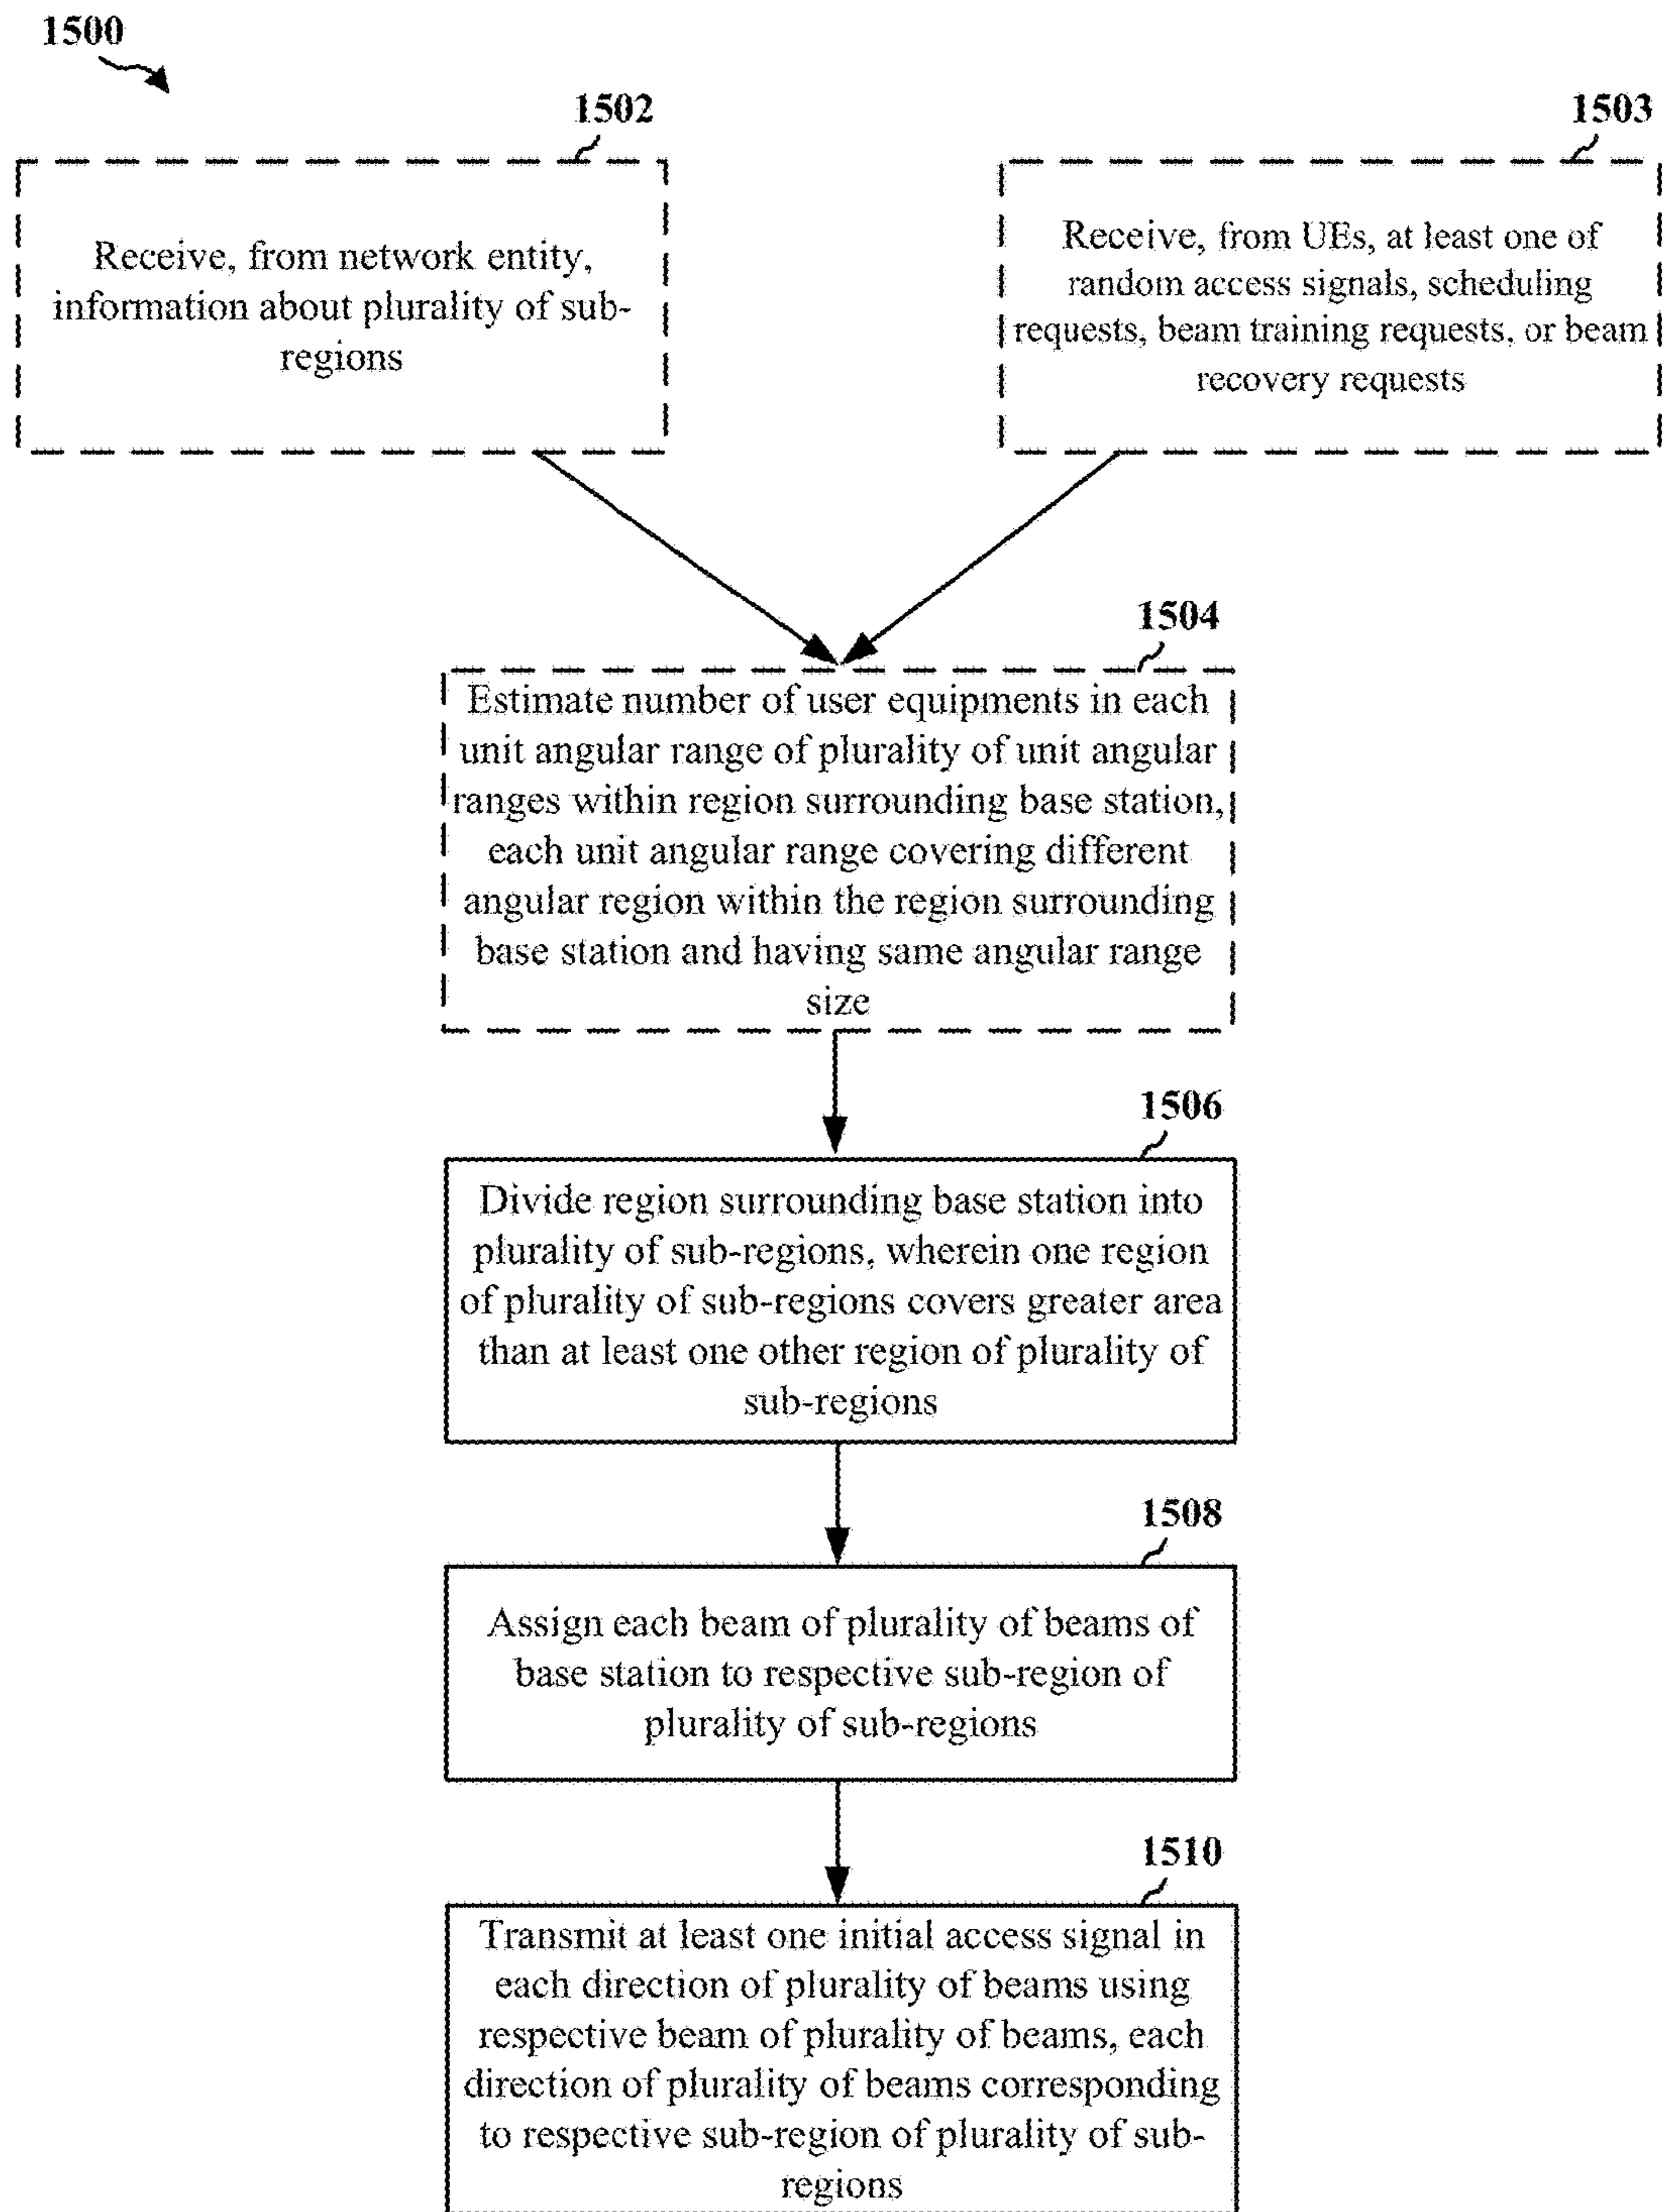 1500
1502
1503
Receive, from network entity,
information about plurality of sub-
regions
Receive, from UEs, at least one of
random access signals, scheduling
requests, beam training requests, or beam
recovery requests
1504
Estimate number of user equipments in each
unit angular range of plurality of unit angular
ranges within region surrounding base station,
each unit angular range covering different
angular region within the region surrounding
base station and having same angular range
size
1506
Divide region surrounding base station into
plurality of sub-regions, wherein one region
of plurality of sub-regions covers greater area
than at least one other region of plurality of
sub-regions
1508
Assign each beam of plurality of beams of
base station to respective sub-region of
plurality of sub-regions
1510
Transmit at least one initial access signal in
each direction of plurality of beams using
respective beam of plurality of beams, each
direction of plurality of beams corresponding
to respective sub-region of plurality of sub-
regions